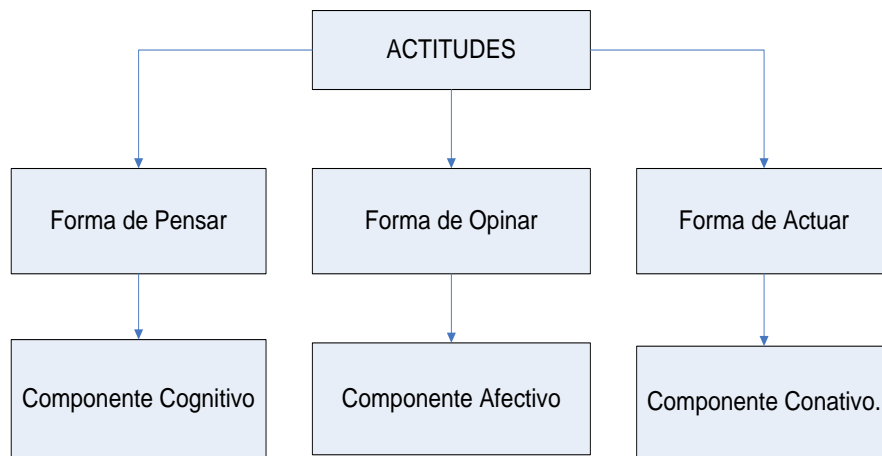 ACTITUDES
Forma de Pensar
Forma de Opinar
Forma de Actuar
Componente Cognitivo
Componente Afectivo
Componente Conativo.